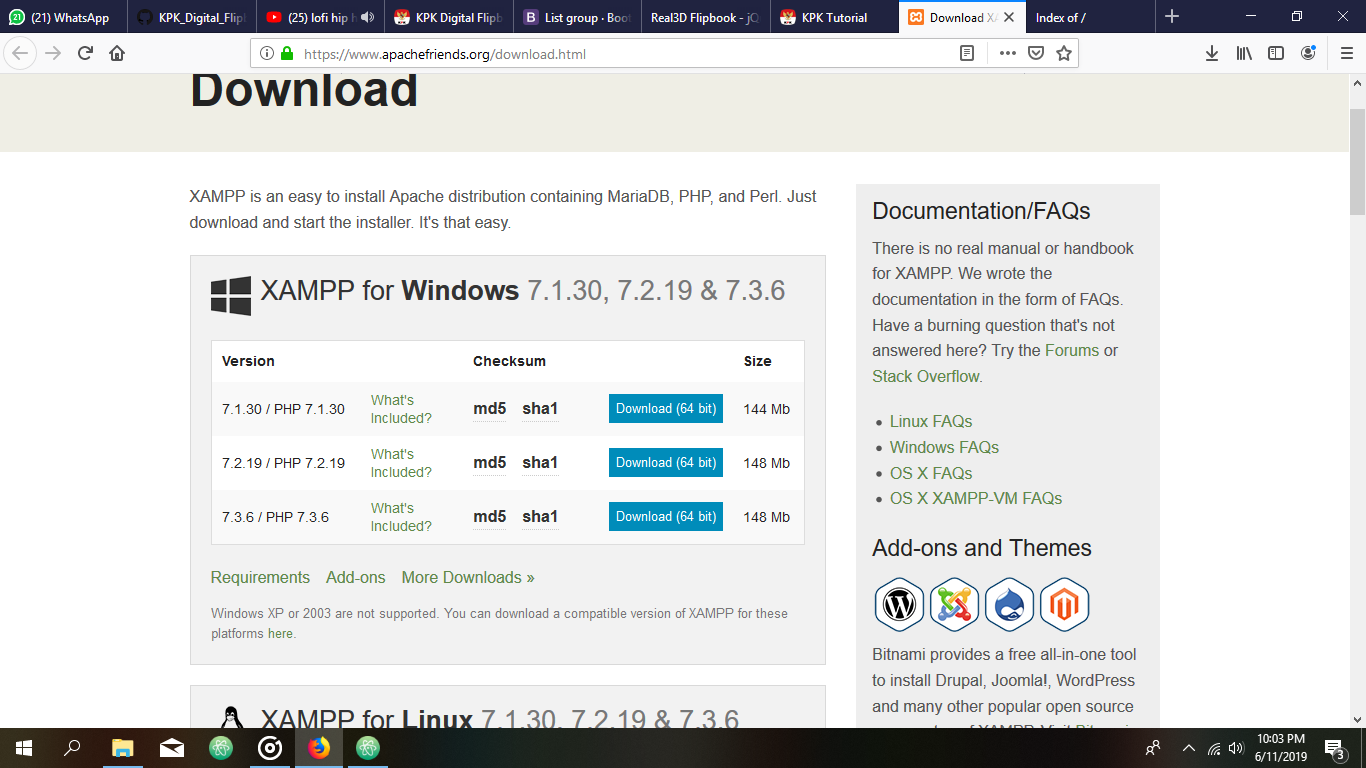 (21) WhatsApp
KPK_Digital_Flip
(25) lofi hip h
KPK Digital Flipb
List group · Boo
Real3D Flipbook - jQ
KPK Tutorial
Download XA
Index of /
https://www.apachefriends.org/download.html
Download
XAMPP is an easy to install Apache distribution containing MariaDB, PHP, and Perl. Just
download and start the installer. It's that easy.
XAMPP for Windows 7.1.30, 7.2.19 & 7.3.6
Version Checksum Size
7.1.30 / PHP 7.1.30 What's Included? md5 sha1 Download (64 bit) 144 Mb
7.2.19 / PHP 7.2.19 What's Included? md5 sha1 Download (64 bit) 148 Mb
7.3.6 / PHP 7.3.6 What's Included? md5 sha1 Download (64 bit) 148 Mb
Requirements Add-ons More Downloads »
Windows XP or 2003 are not supported. You can download a compatible version of XAMPP for these
platforms here.
XAMPP for Linux 7.1.30, 7.2.19 & 7.3.6
Documentation/FAQs
There is no real manual or handbook
for XAMPP. We wrote the
documentation in the form of FAQs.
Have a burning question that's not
answered here? Try the Forums or
Stack Overflow.
Linux FAQs
Windows FAQs
OS X FAQs
OS X XAMPP-VM FAQs
Add-ons and Themes
Bitnami provides a free all-in-one tool
to install Drupal, Joomla!, WordPress
and many other popular open source
10:03 PM
6/11/2019
3